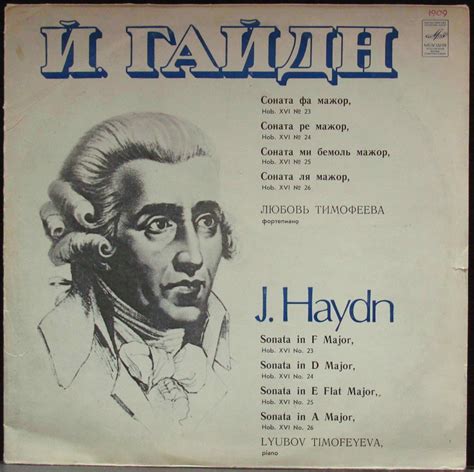 1909
Й. ГАЙДН
МЕЛОДИЯ
Соната фа мажор,
Hob. XVI № 23
Соната ре мажор,
Hob. XVI № 24
Соната ми бемоль мажор,
Hob. XVI № 25
Соната ля мажор,
Hob. XVI № 26
ЛЮБОВЬ ТИМОФЕЕВА
фортепиано
J. Haydn
Sonata in F Major,
Hob. XVI No. 23
Sonata in D Major,
Hob. XVI No. 24
Sonata in E Flat Major,
Hob. XVI No. 25
Sonata in A Major,
Hob. XVI No. 26
LYUBOV TIMOFEYEVA,
piano